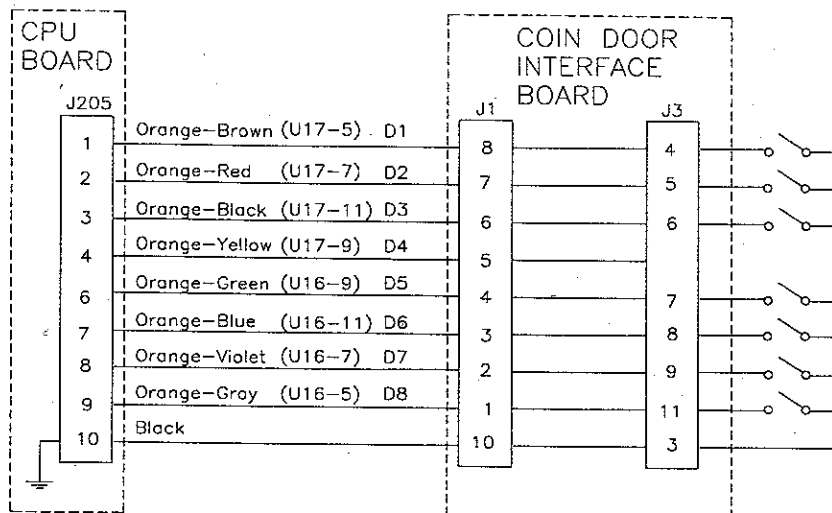 CPU
BOARD
COIN DOOR
INTERFACE
BOARD
J205
J1
J3
1 Orange-Brown (U17-5) D1 8 4
2 Orange-Red (U17-7) D2 7 5
3 Orange-Black (U17-11) D3 6 6
4 Orange-Yellow (U17-9) D4 5
6 Orange-Green (U16-9) D5 4 7
7 Orange-Blue (U16-11) D6 3 8
8 Orange-Violet (U16-7) D7 2 9
9 Orange-Gray (U16-5) D8 1 11
10 Black 10 3